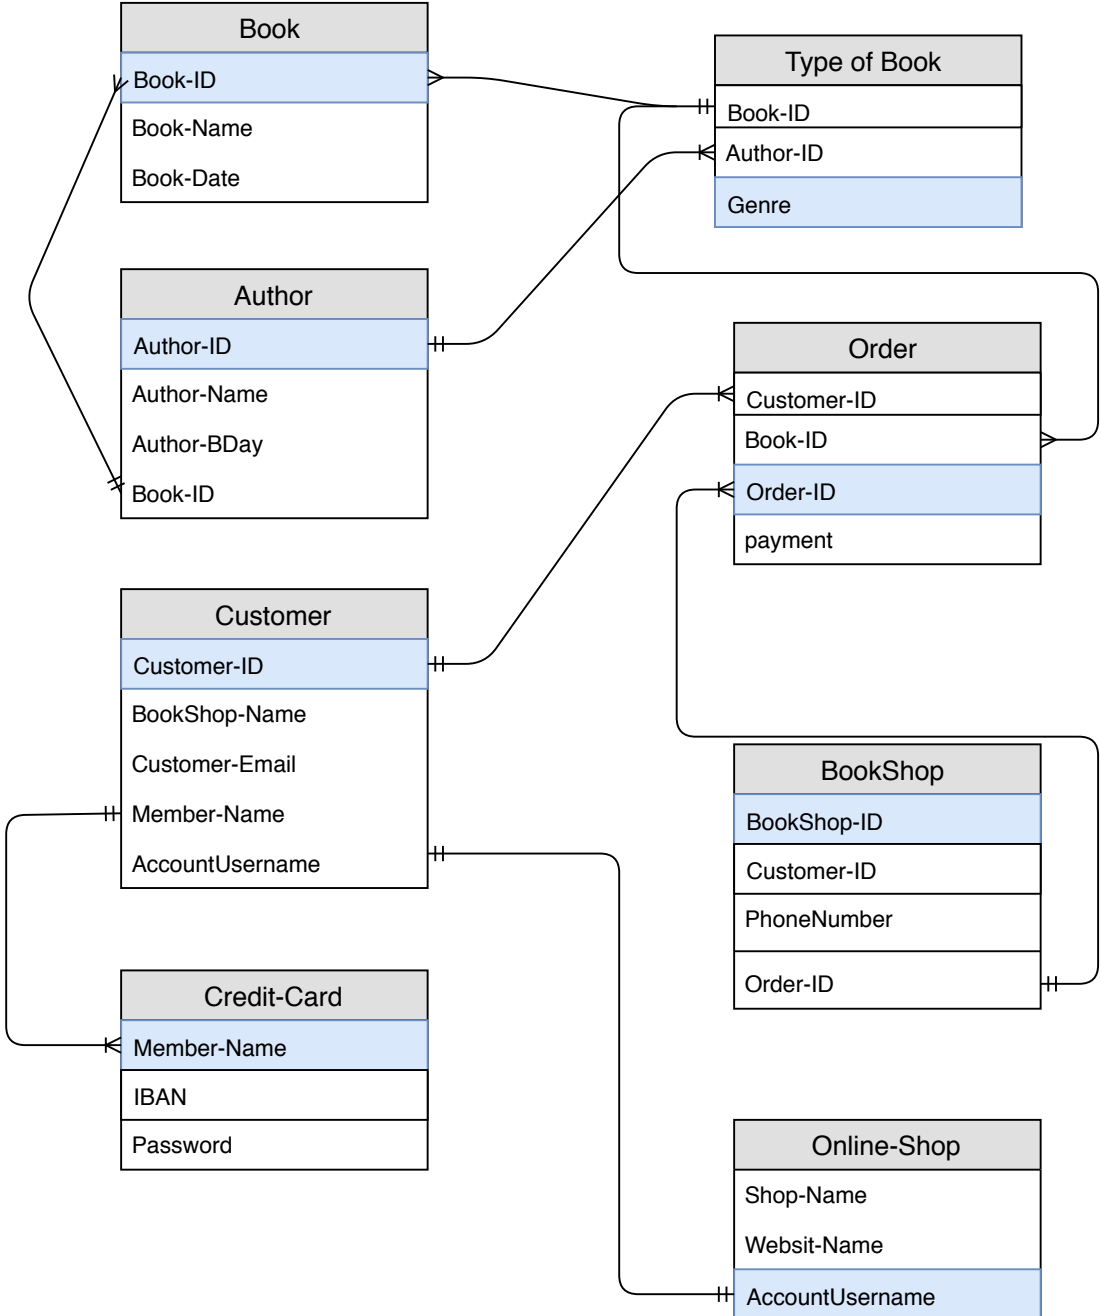 Book
Book-ID
Book-Name
Book-Date
Type of Book
Book-ID
Author-ID
Genre
Author
Author-ID
Author-Name
Author-BDay
Book-ID
Order
Customer-ID
Book-ID
Order-ID
payment
Customer
Customer-ID
BookShop-Name
Customer-Email
Member-Name
AccountUsername
BookShop
BookShop-ID
Customer-ID
PhoneNumber
Order-ID
Credit-Card
Member-Name
IBAN
Password
Online-Shop
Shop-Name
Websit-Name
AccountUsername